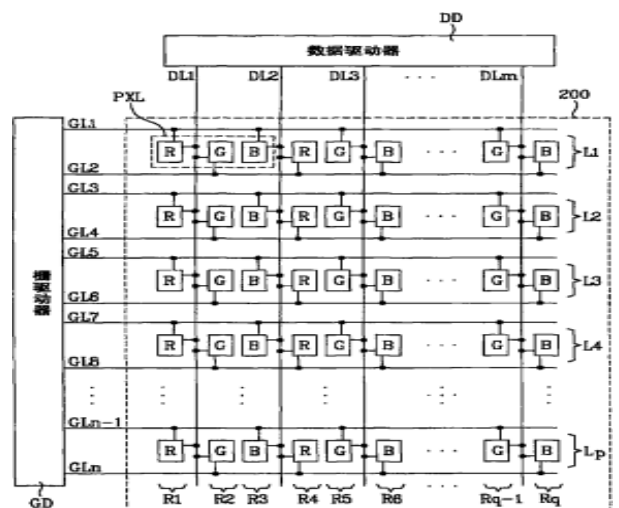 DD
数据驱动器
DL1 DL2 DL3 · · · DLm
PXL
200
GL1
R G B R G B · · · G B L1
GL2
GL3
R G B R G B · · · G B L2
GL4
GL5
R G B R G B · · · G B L3
GL6
GL7
R G B R G B · · · G B L4
GL8
栅驱动器
GLn-1
R G B R G B · · · G B Lp
GLn
GD
R1 R2 R3 R4 R5 R6 · · · Rq-1 Rq